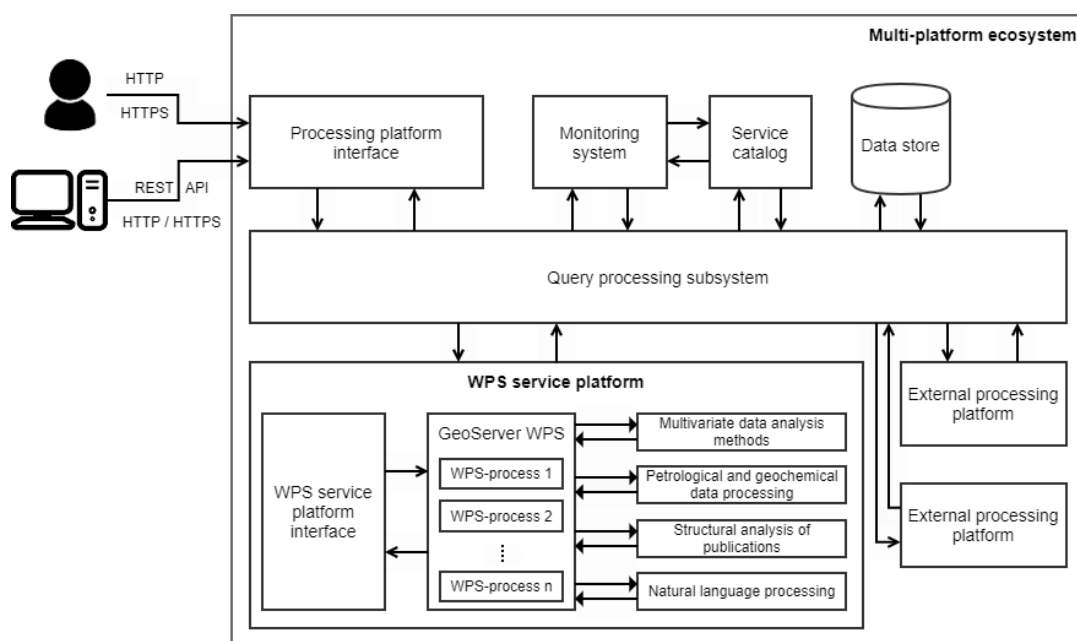 Multi-platform ecosystem
HTTP
HTTPS
REST API
HTTP / HTTPS
Processing platform
interface
Monitoring
system
Service
catalog
Data store
Query processing subsystem
WPS service platform
WPS service
platform
interface
GeoServer WPS
WPS-process 1
WPS-process 2
WPS-process n
Multivariate data analysis
methods
Petrological and geochemical
data processing
Structural analysis of
publications
Natural language processing
External processing
platform
External processing
platform